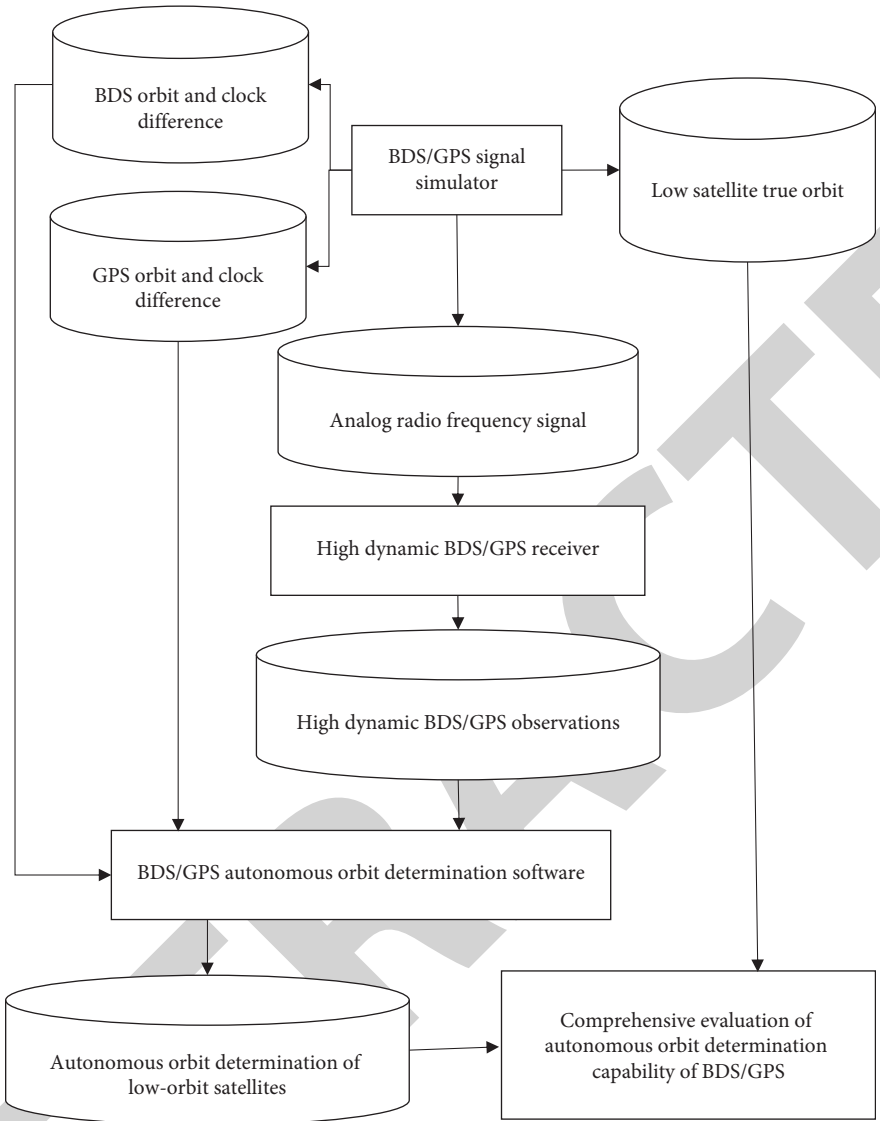 BDS orbit and clock
difference
BDS/GPS signal
simulator
Low satellite true orbit
GPS orbit and clock
difference
Analog radio frequency signal
High dynamic BDS/GPS receiver
High dynamic BDS/GPS observations
BDS/GPS autonomous orbit determination software
Autonomous orbit determination of
low-orbit satellites
Comprehensive evaluation of
autonomous orbit determination
capability of BDS/GPS
TRACTE